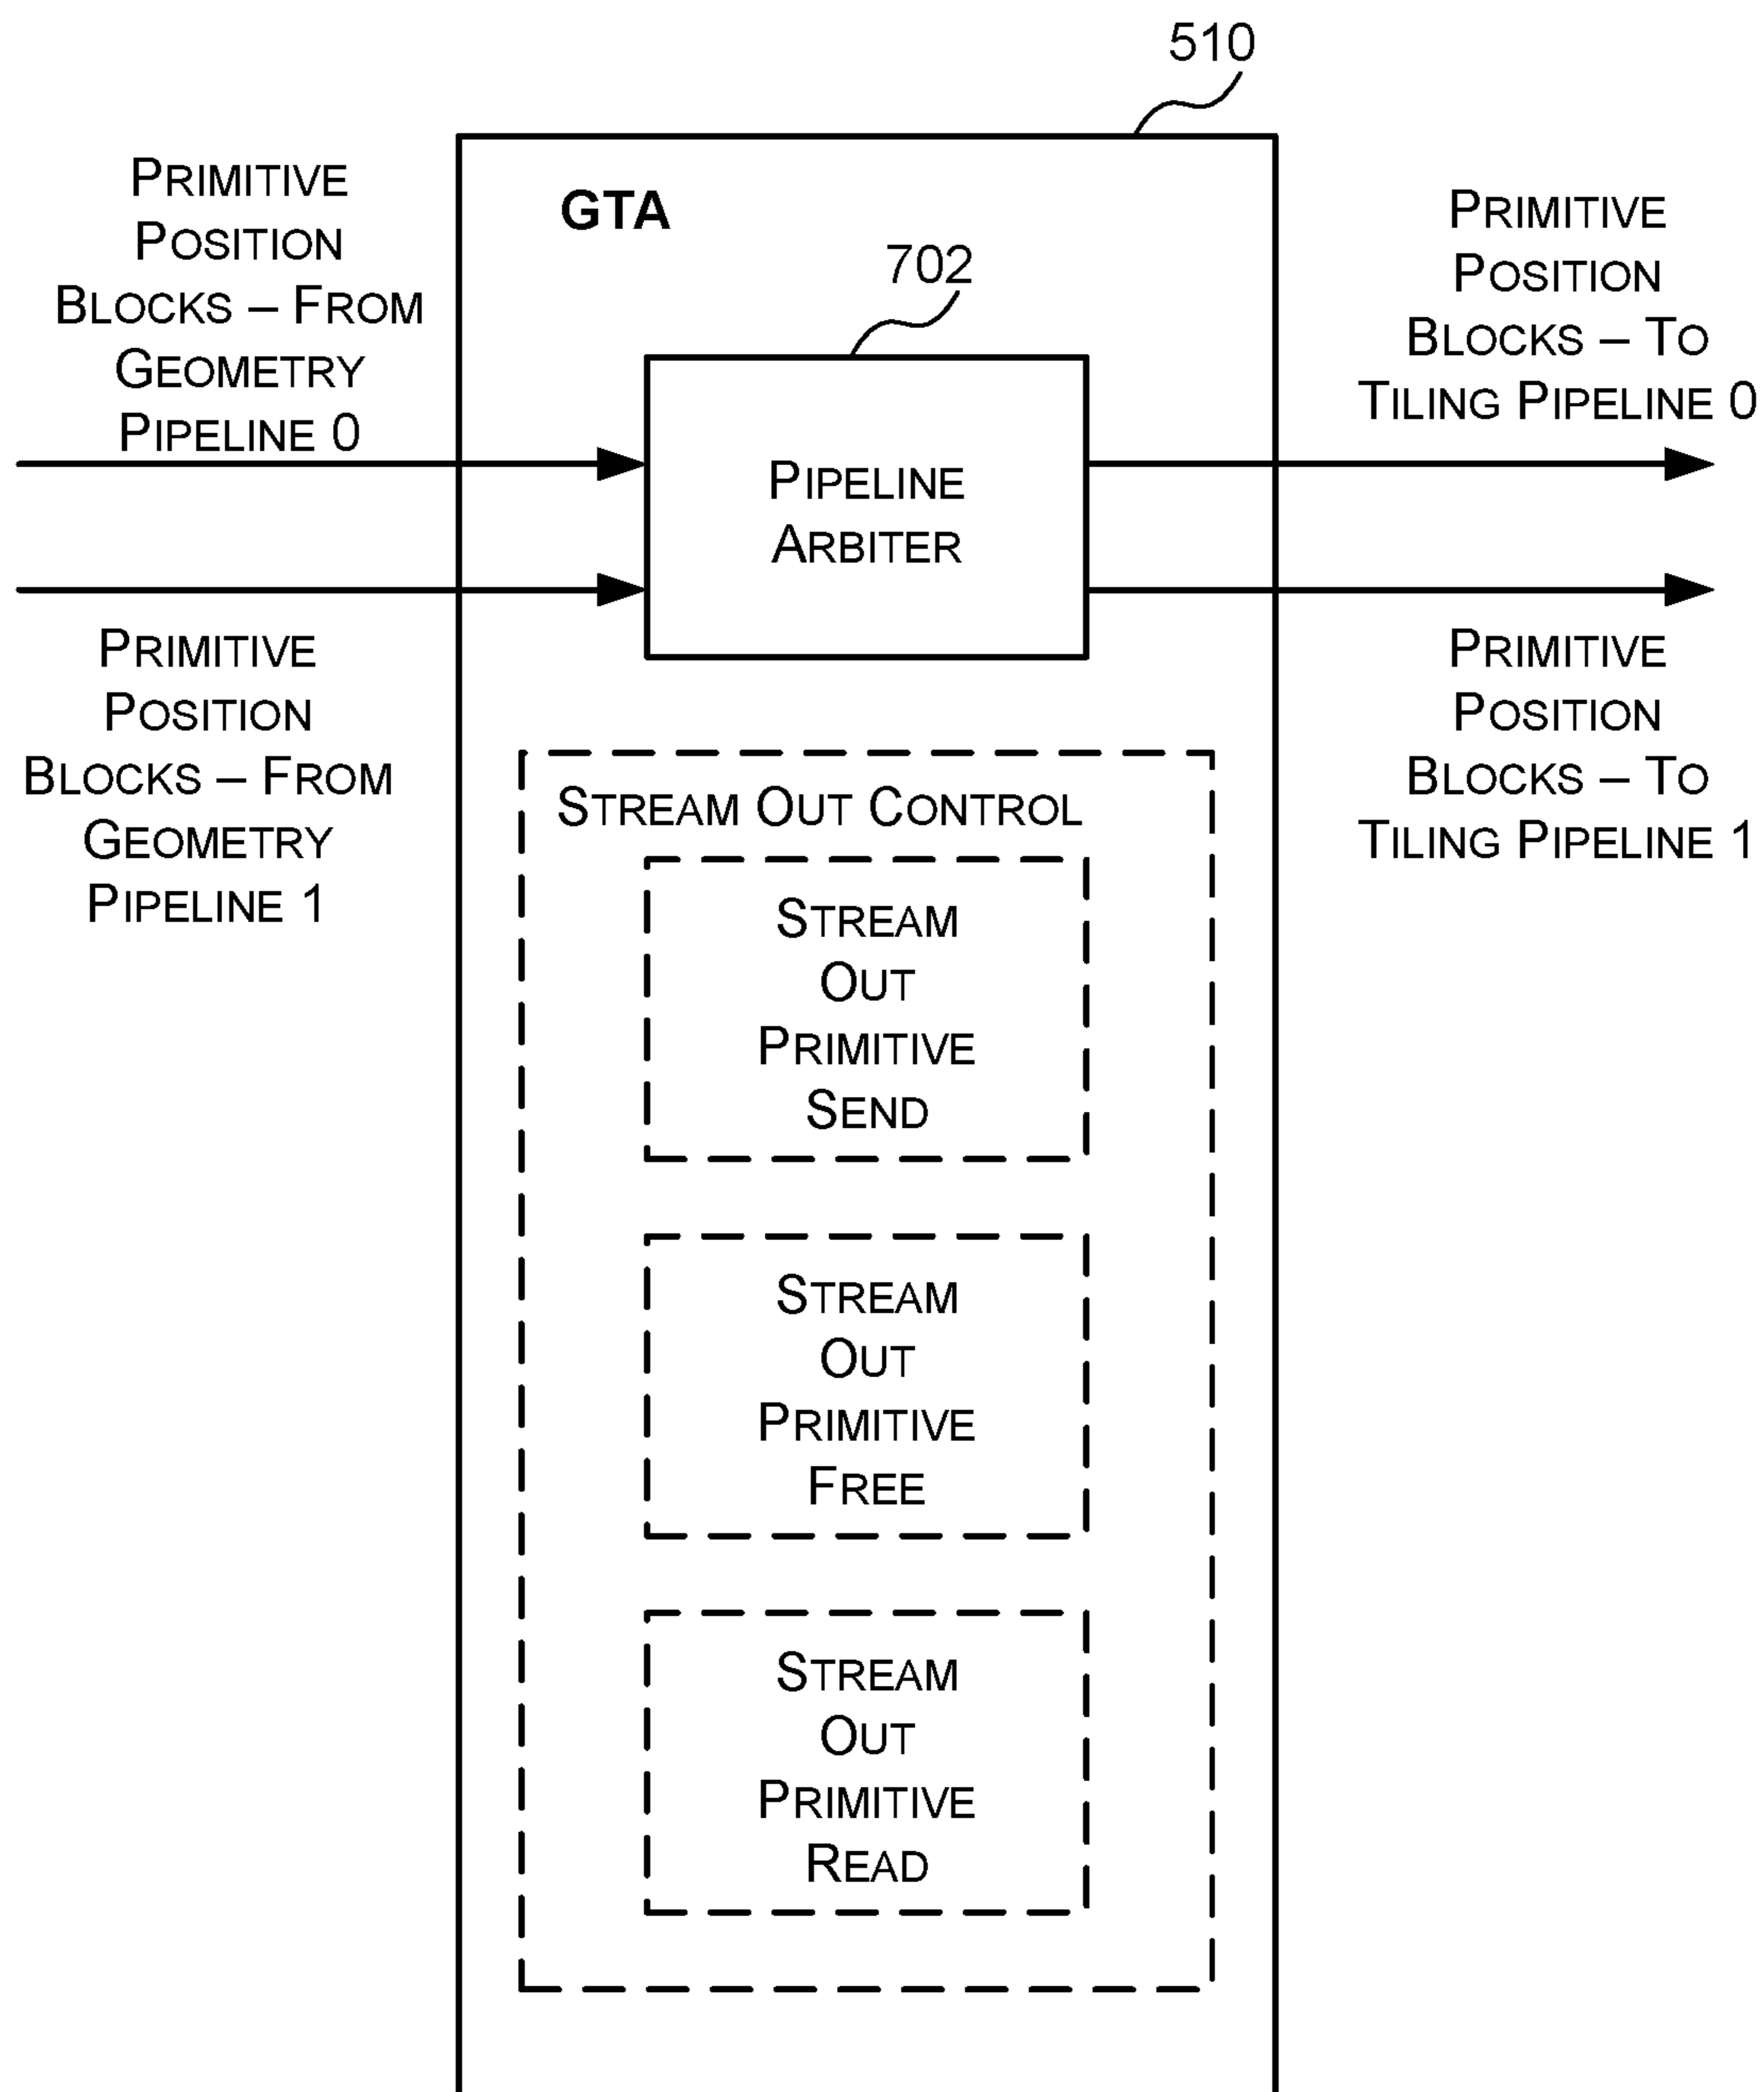 510
PRIMITIVE
POSITION
BLOCKS – FROM
GEOMETRY
PIPELINE 0
GTA
702
PRIMITIVE
POSITION
BLOCKS – TO
TILING PIPELINE 0
PIPELINE
ARBITER
PRIMITIVE
POSITION
BLOCKS – FROM
GEOMETRY
PIPELINE 1
PRIMITIVE
POSITION
BLOCKS – TO
TILING PIPELINE 1
STREAM OUT CONTROL
STREAM
OUT
PRIMITIVE
SEND
STREAM
OUT
PRIMITIVE
FREE
STREAM
OUT
PRIMITIVE
READ